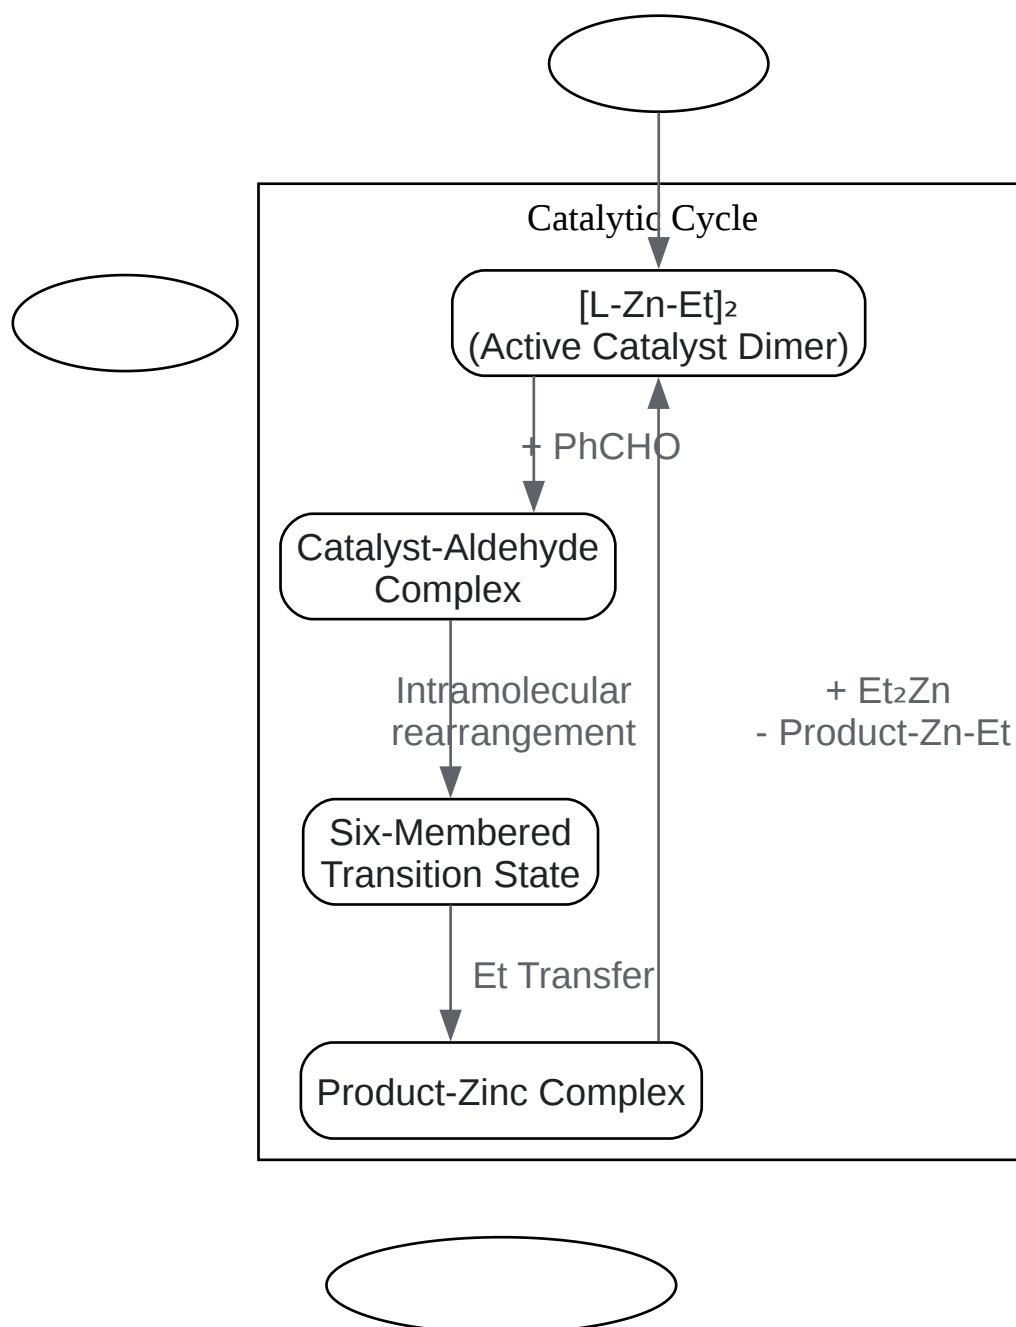 Catalytic Cycle
[L-Zn-Et]₂
(Active Catalyst Dimer)
+ PhCHO
Catalyst-Aldehyde
Complex
Intramolecular
rearrangement
+ Et₂Zn
- Product-Zn-Et
Six-Membered
Transition State
Et Transfer
Product-Zinc Complex